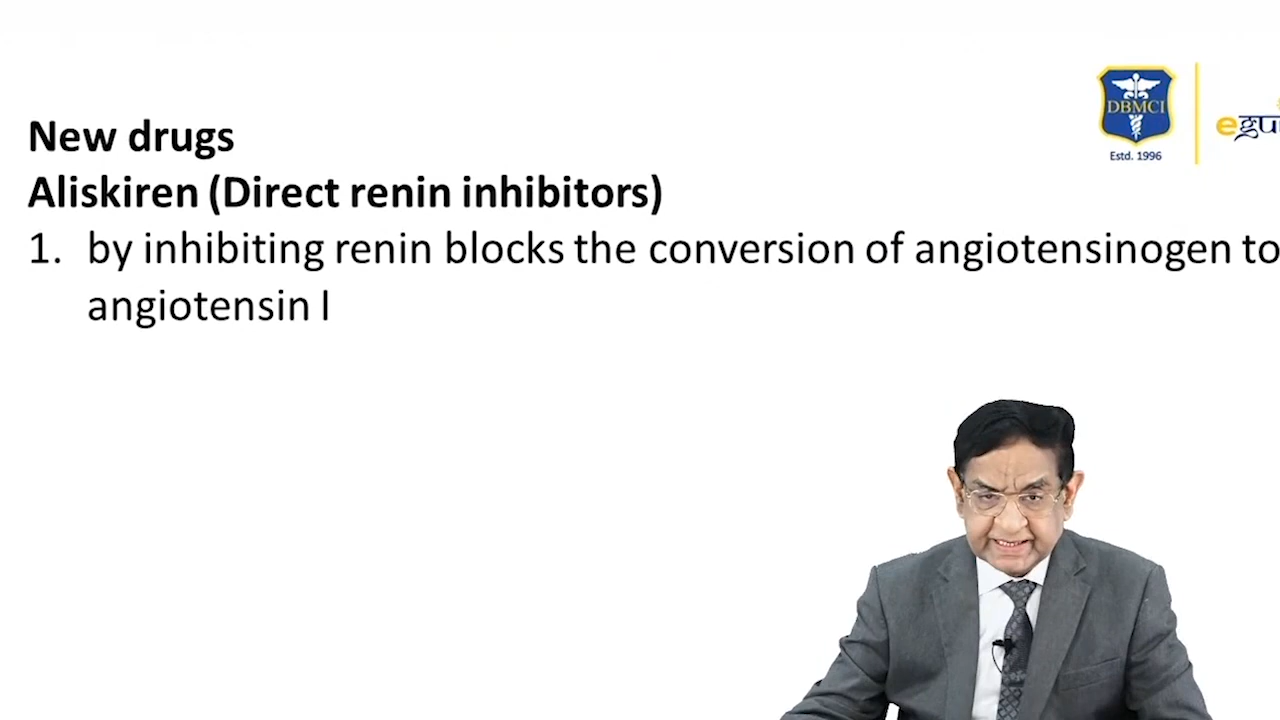 New drugs
Aliskiren (Direct renin inhibitors)
1. by inhibiting renin blocks the conversion of angiotensinogen to
angiotensin I
DBMCI
Estd. 1996